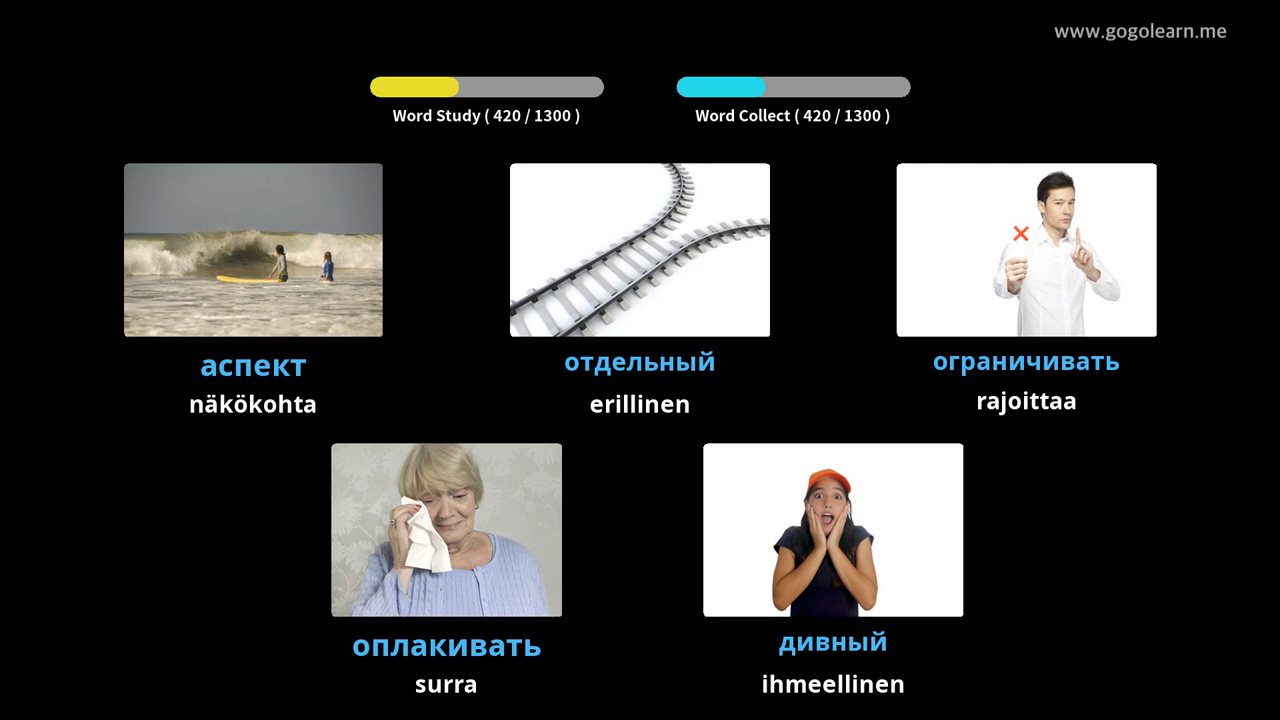 www.gogolearn.me
Word Study ( 420 / 1300 )
Word Collect ( 420 / 1300 )
аспект
näkökohta
отдельный
erillinen
ограничивать
rajoittaa
оплакивать
surra
дивный
ihmeellinen